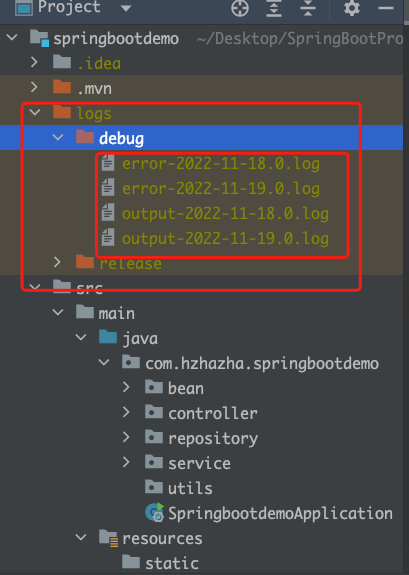 Project
springbootdemo ~/Desktop/SpringBootPro
.idea
.mvn
logs
debug
error-2022-11-18.0.log
error-2022-11-19.0.log
output-2022-11-18.0.log
output-2022-11-19.0.log
release
src
main
java
com.hzhazha.springbootdemo
bean
controller
repository
service
utils
SpringbootdemoApplication
resources
static